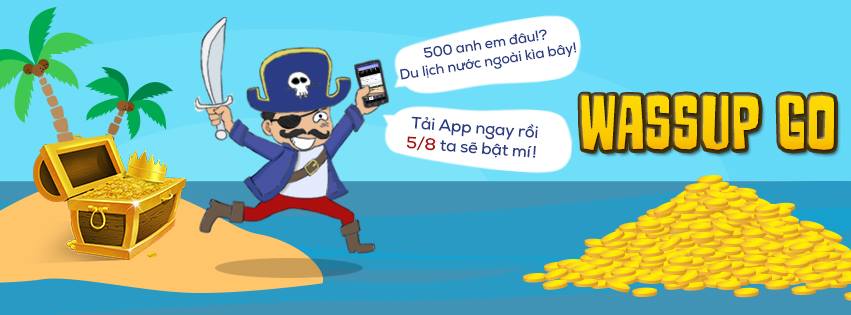 500 anh em đâu!?
Du lịch nước ngoài kìa bây!
Tải App ngay rồi
5/8 ta sẽ bật mí!
WASSUP GO